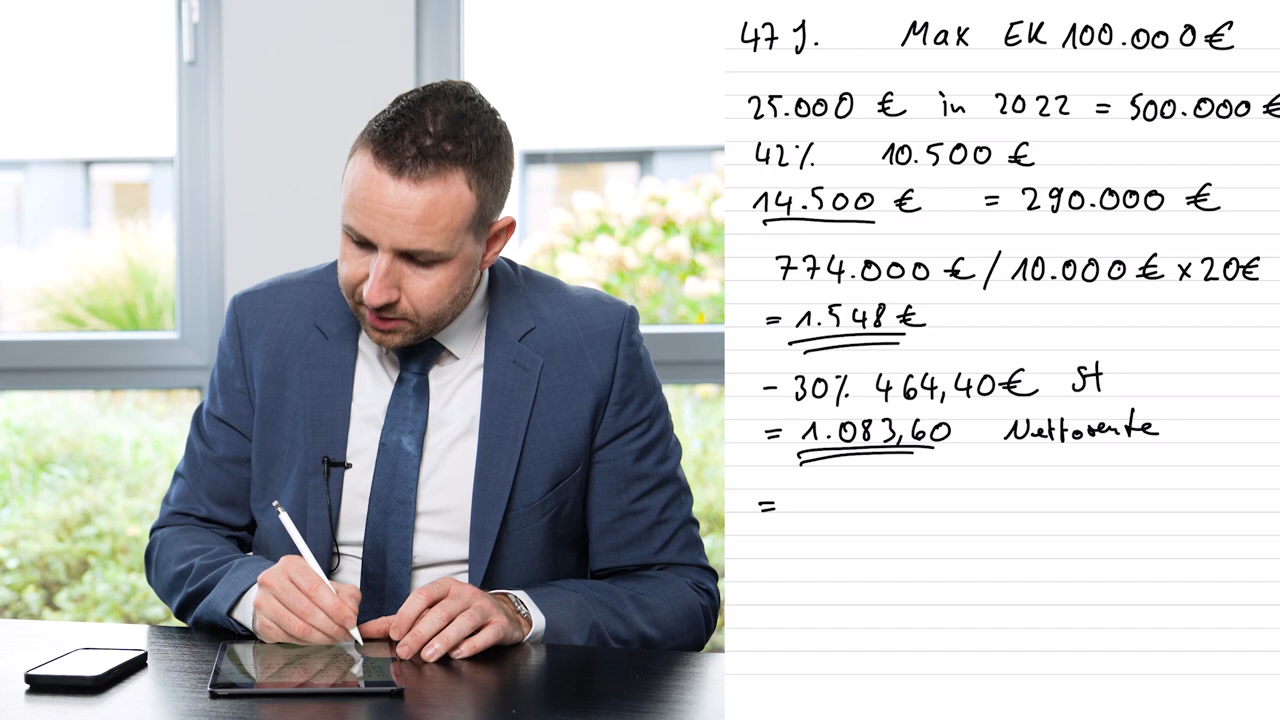 47 J. Max EK 100.000 €
25.000 € in 2022 = 500.000 €
42% 10.500 €
14.500 € = 290.000 €
774.000 € / 10.000 € x 20€
= 1.548 €
- 30% 464,40€ St
= 1.083,60 Nettorente
=